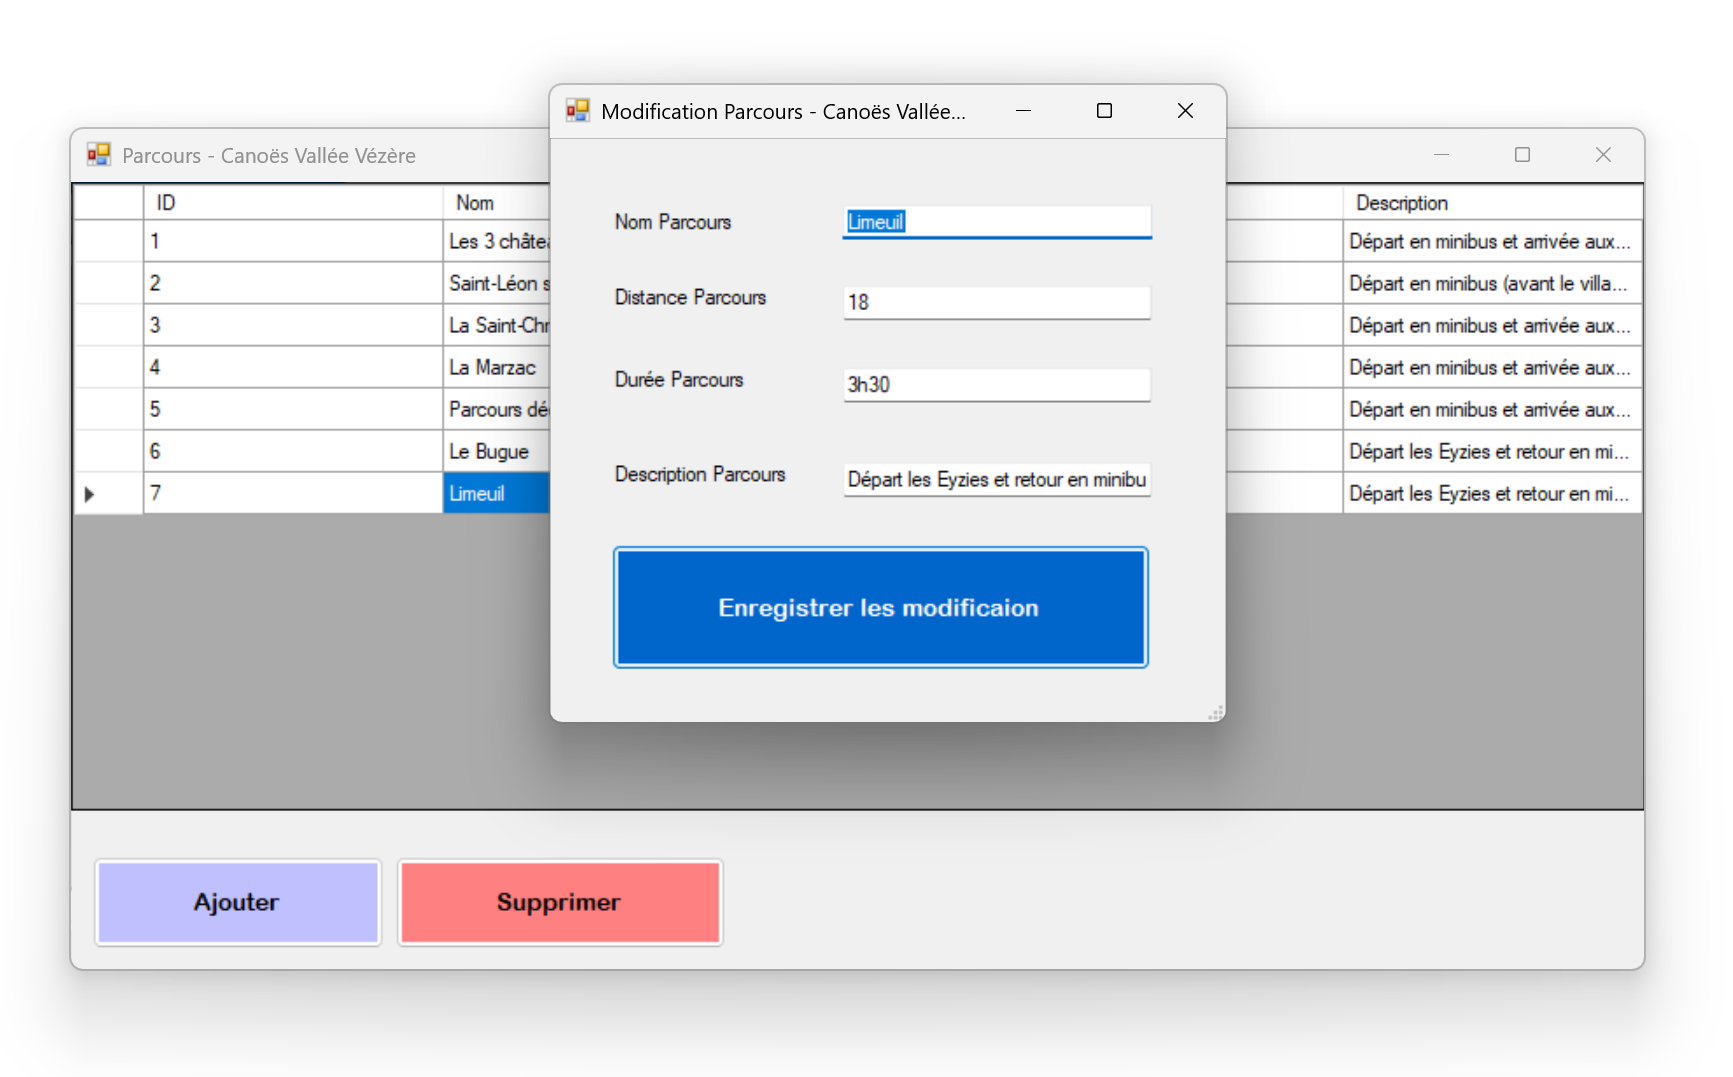 Modification Parcours - Canoës Vallée...
Parcours - Canoës Vallée Vézère
ID Nom Description
1 Les 3 châte Départ en minibus et arrivée aux...
2 Saint-Léon s Départ en minibus (avant le villa...
3 La Saint-Chr Départ en minibus et arrivée aux...
4 La Marzac Départ en minibus et arrivée aux...
5 Parcours dé Départ en minibus et arrivée aux...
6 Le Bugue Départ les Eyzies et retour en mi...
7 Limeuil Départ les Eyzies et retour en mi...
Nom Parcours Limeuil
Distance Parcours 18
Durée Parcours 3h30
Description Parcours Départ les Eyzies et retour en minibu
Enregistrer les modificaion
Ajouter Supprimer